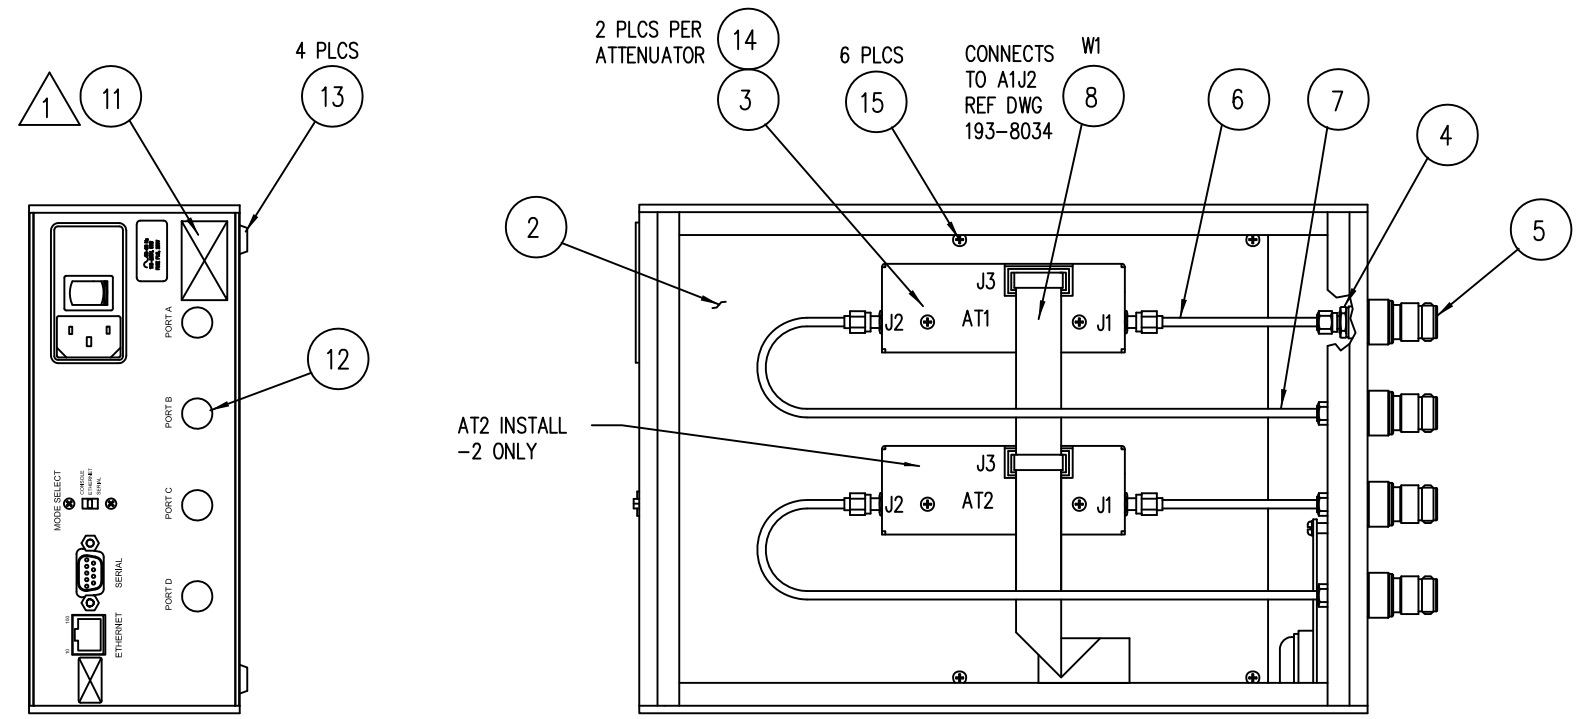 4 PLCS
1
11
13
2 PLCS PER
ATTENUATOR
14
3
6 PLCS
15
CONNECTS
TO A1J2
REF DWG
193-8034
W1
8
6
7
4
5
2
12
PORT A
PORT B
PORT C
PORT D
MODE SELECT
CONSOLE
ETHERNET
SERIAL
SERIAL
ETHERNET
100
10
J3
J2
AT1
J1
AT2 INSTALL
-2 ONLY
J3
J2
AT2
J1